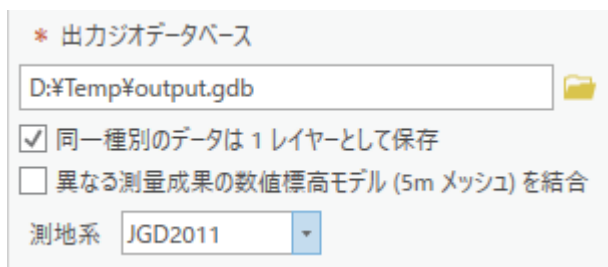 * 出力ジオデータベース
D:¥Temp¥output.gdb
同一種別のデータは 1 レイヤーとして保存
異なる測量成果の数値標高モデル (5m メッシュ) を結合
測地系 JGD2011